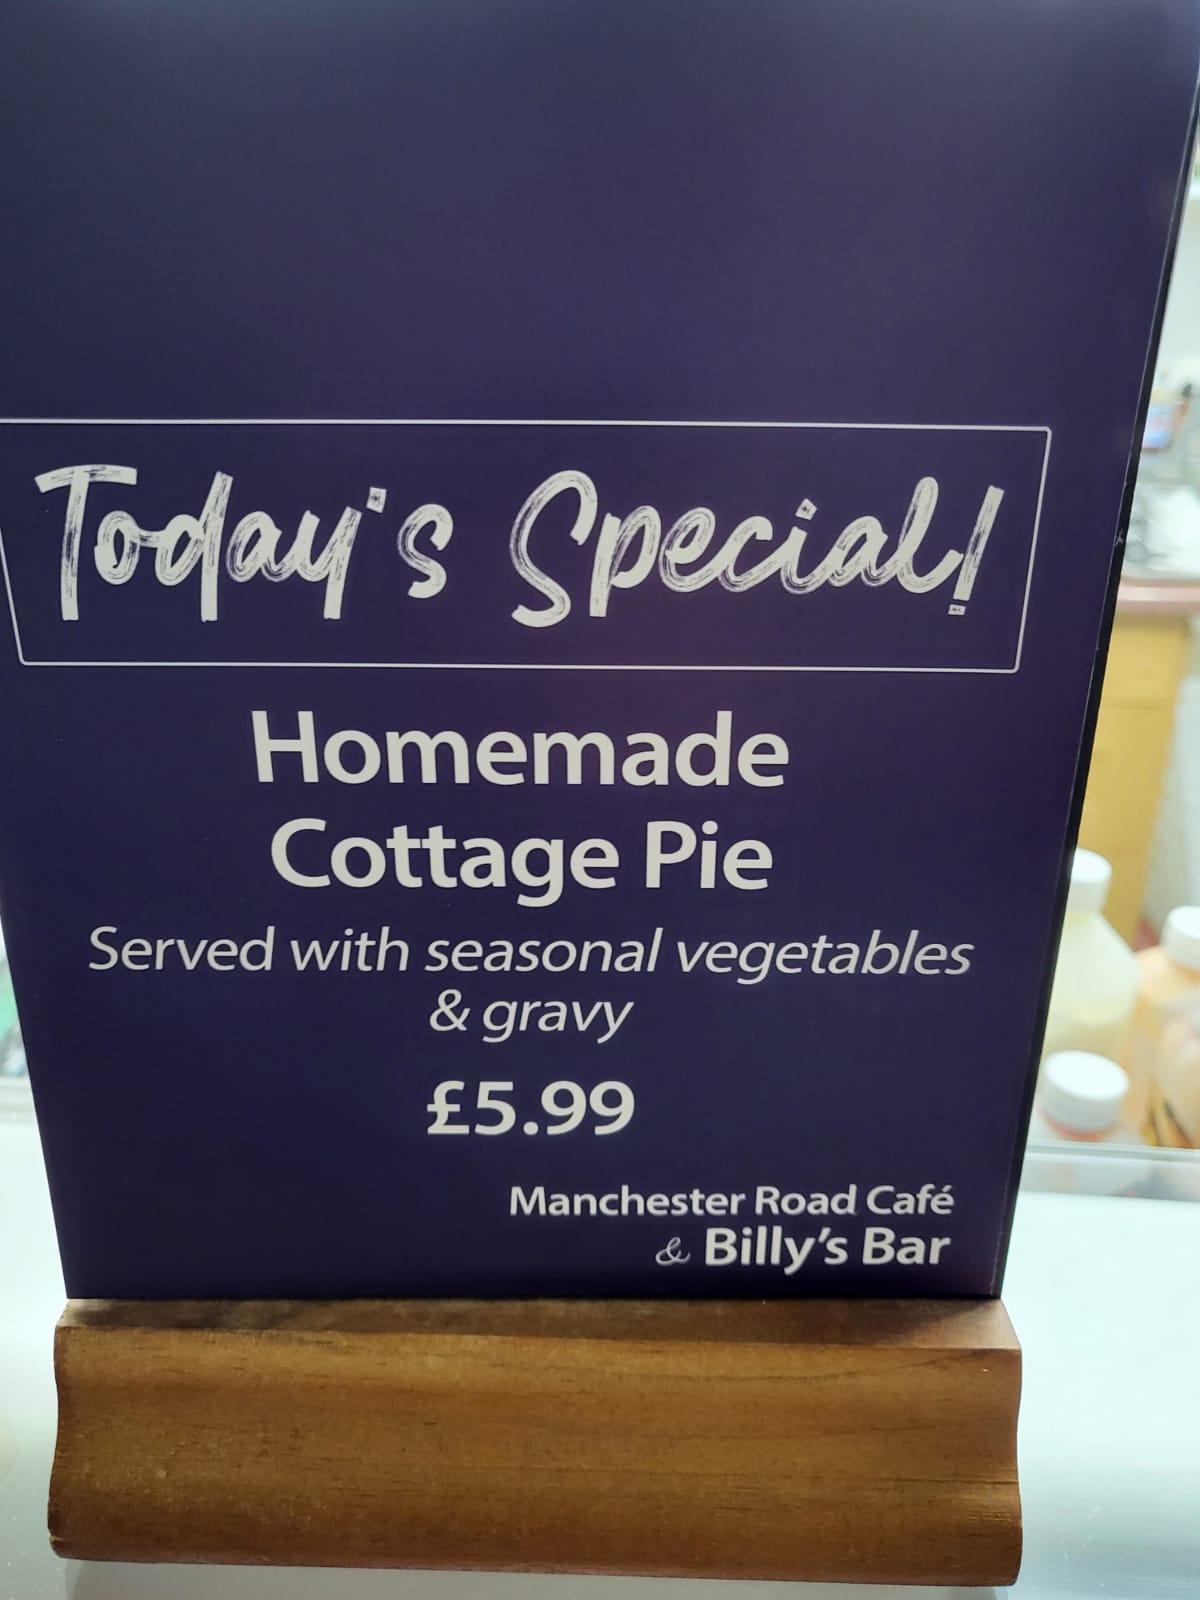 Today's Special!
Homemade
Cottage Pie
Served with seasonal vegetables
& gravy
£5.99
Manchester Road Café
& Billy’s Bar